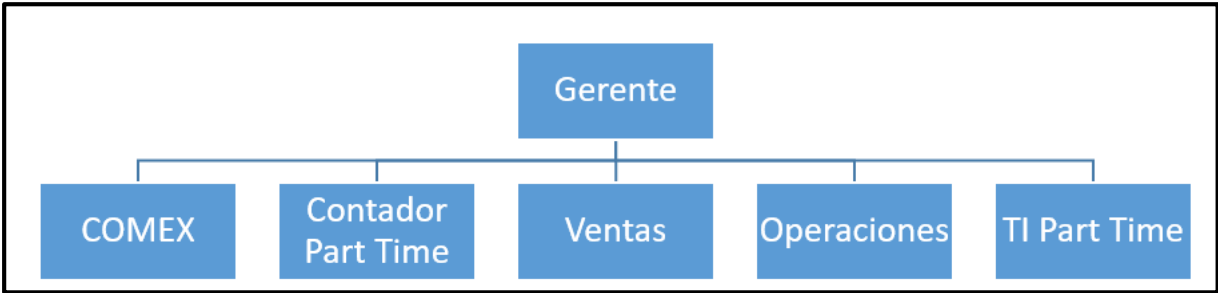 Gerente
COMEX
Contador
Part Time
Ventas
Operaciones
TI Part Time